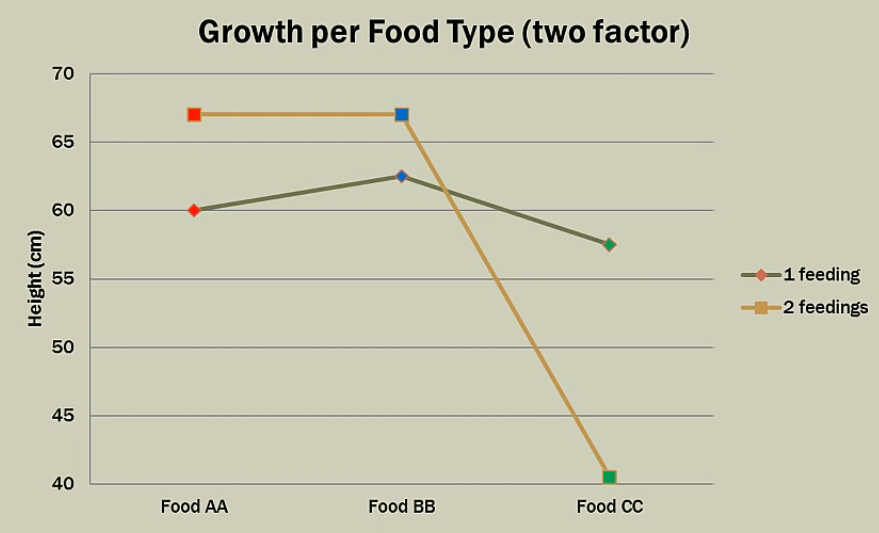 Growth per Food Type (two factor)
70
65
60
55
50
45
40
Height (cm)
Food AA
Food BB
Food CC
1 feeding
2 feedings